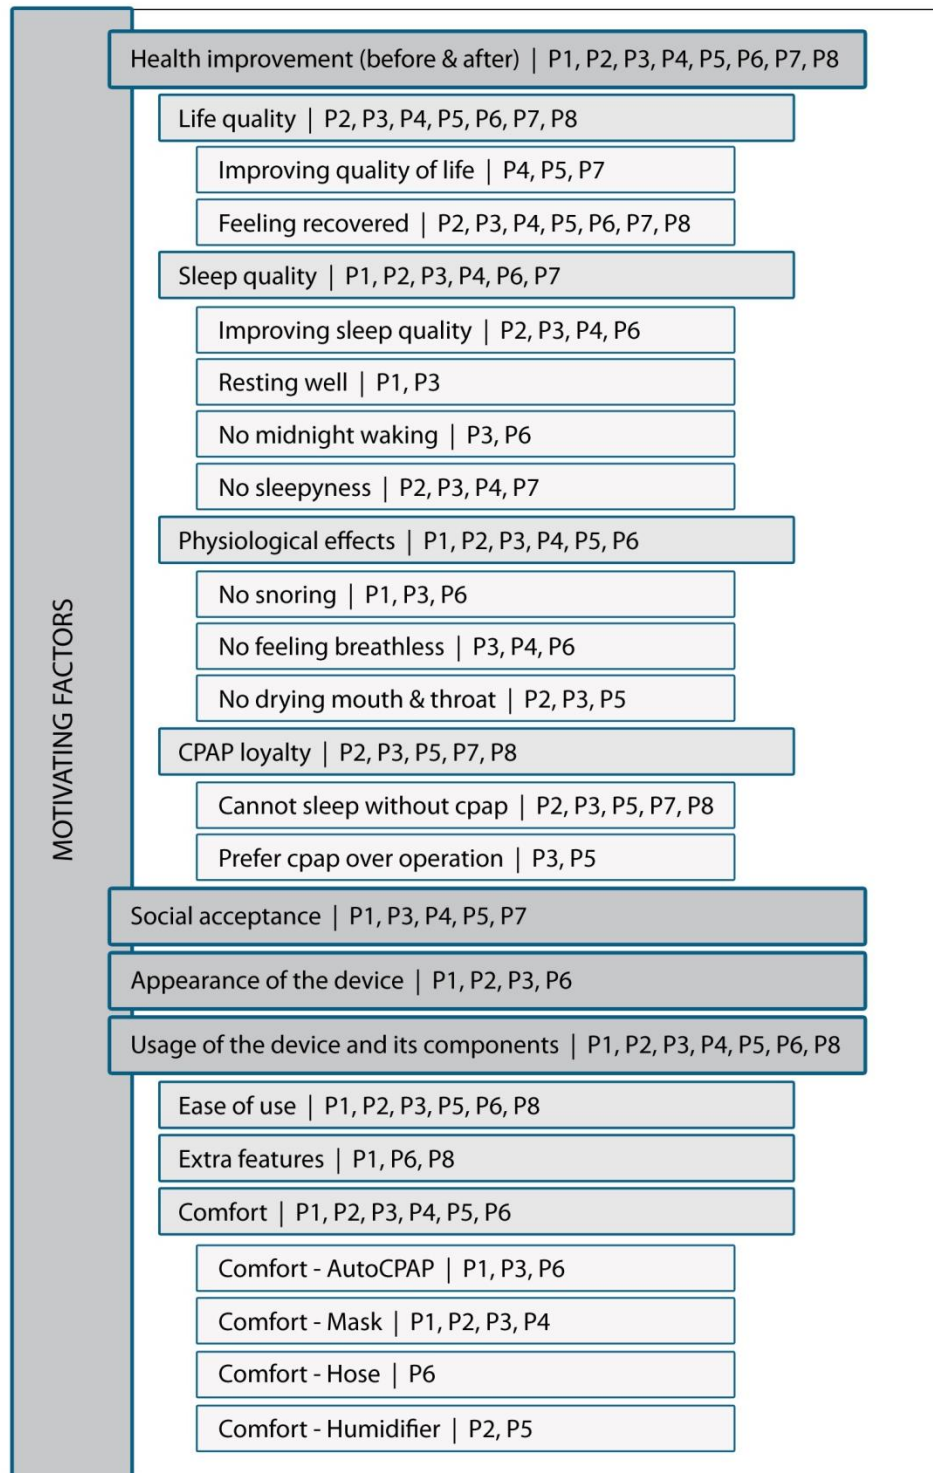 MOTIVATING FACTORS
Health improvement (before & after) | P1, P2, P3, P4, P5, P6, P7, P8
Life quality | P2, P3, P4, P5, P6, P7, P8
Improving quality of life | P4, P5, P7
Feeling recovered | P2, P3, P4, P5, P6, P7, P8
Sleep quality | P1, P2, P3, P4, P6, P7
Improving sleep quality | P2, P3, P4, P6
Resting well | P1, P3
No midnight waking | P3, P6
No sleepyness | P2, P3, P4, P7
Physiological effects | P1, P2, P3, P4, P5, P6
No snoring | P1, P3, P6
No feeling breathless | P3, P4, P6
No drying mouth & throat | P2, P3, P5
CPAP loyalty | P2, P3, P5, P7, P8
Cannot sleep without cpap | P2, P3, P5, P7, P8
Prefer cpap over operation | P3, P5
Social acceptance | P1, P3, P4, P5, P7
Appearance of the device | P1, P2, P3, P6
Usage of the device and its components | P1, P2, P3, P4, P5, P6, P8
Ease of use | P1, P2, P3, P5, P6, P8
Extra features | P1, P6, P8
Comfort | P1, P2, P3, P4, P5, P6
Comfort - AutoCPAP | P1, P3, P6
Comfort - Mask | P1, P2, P3, P4
Comfort - Hose | P6
Comfort - Humidifier | P2, P5